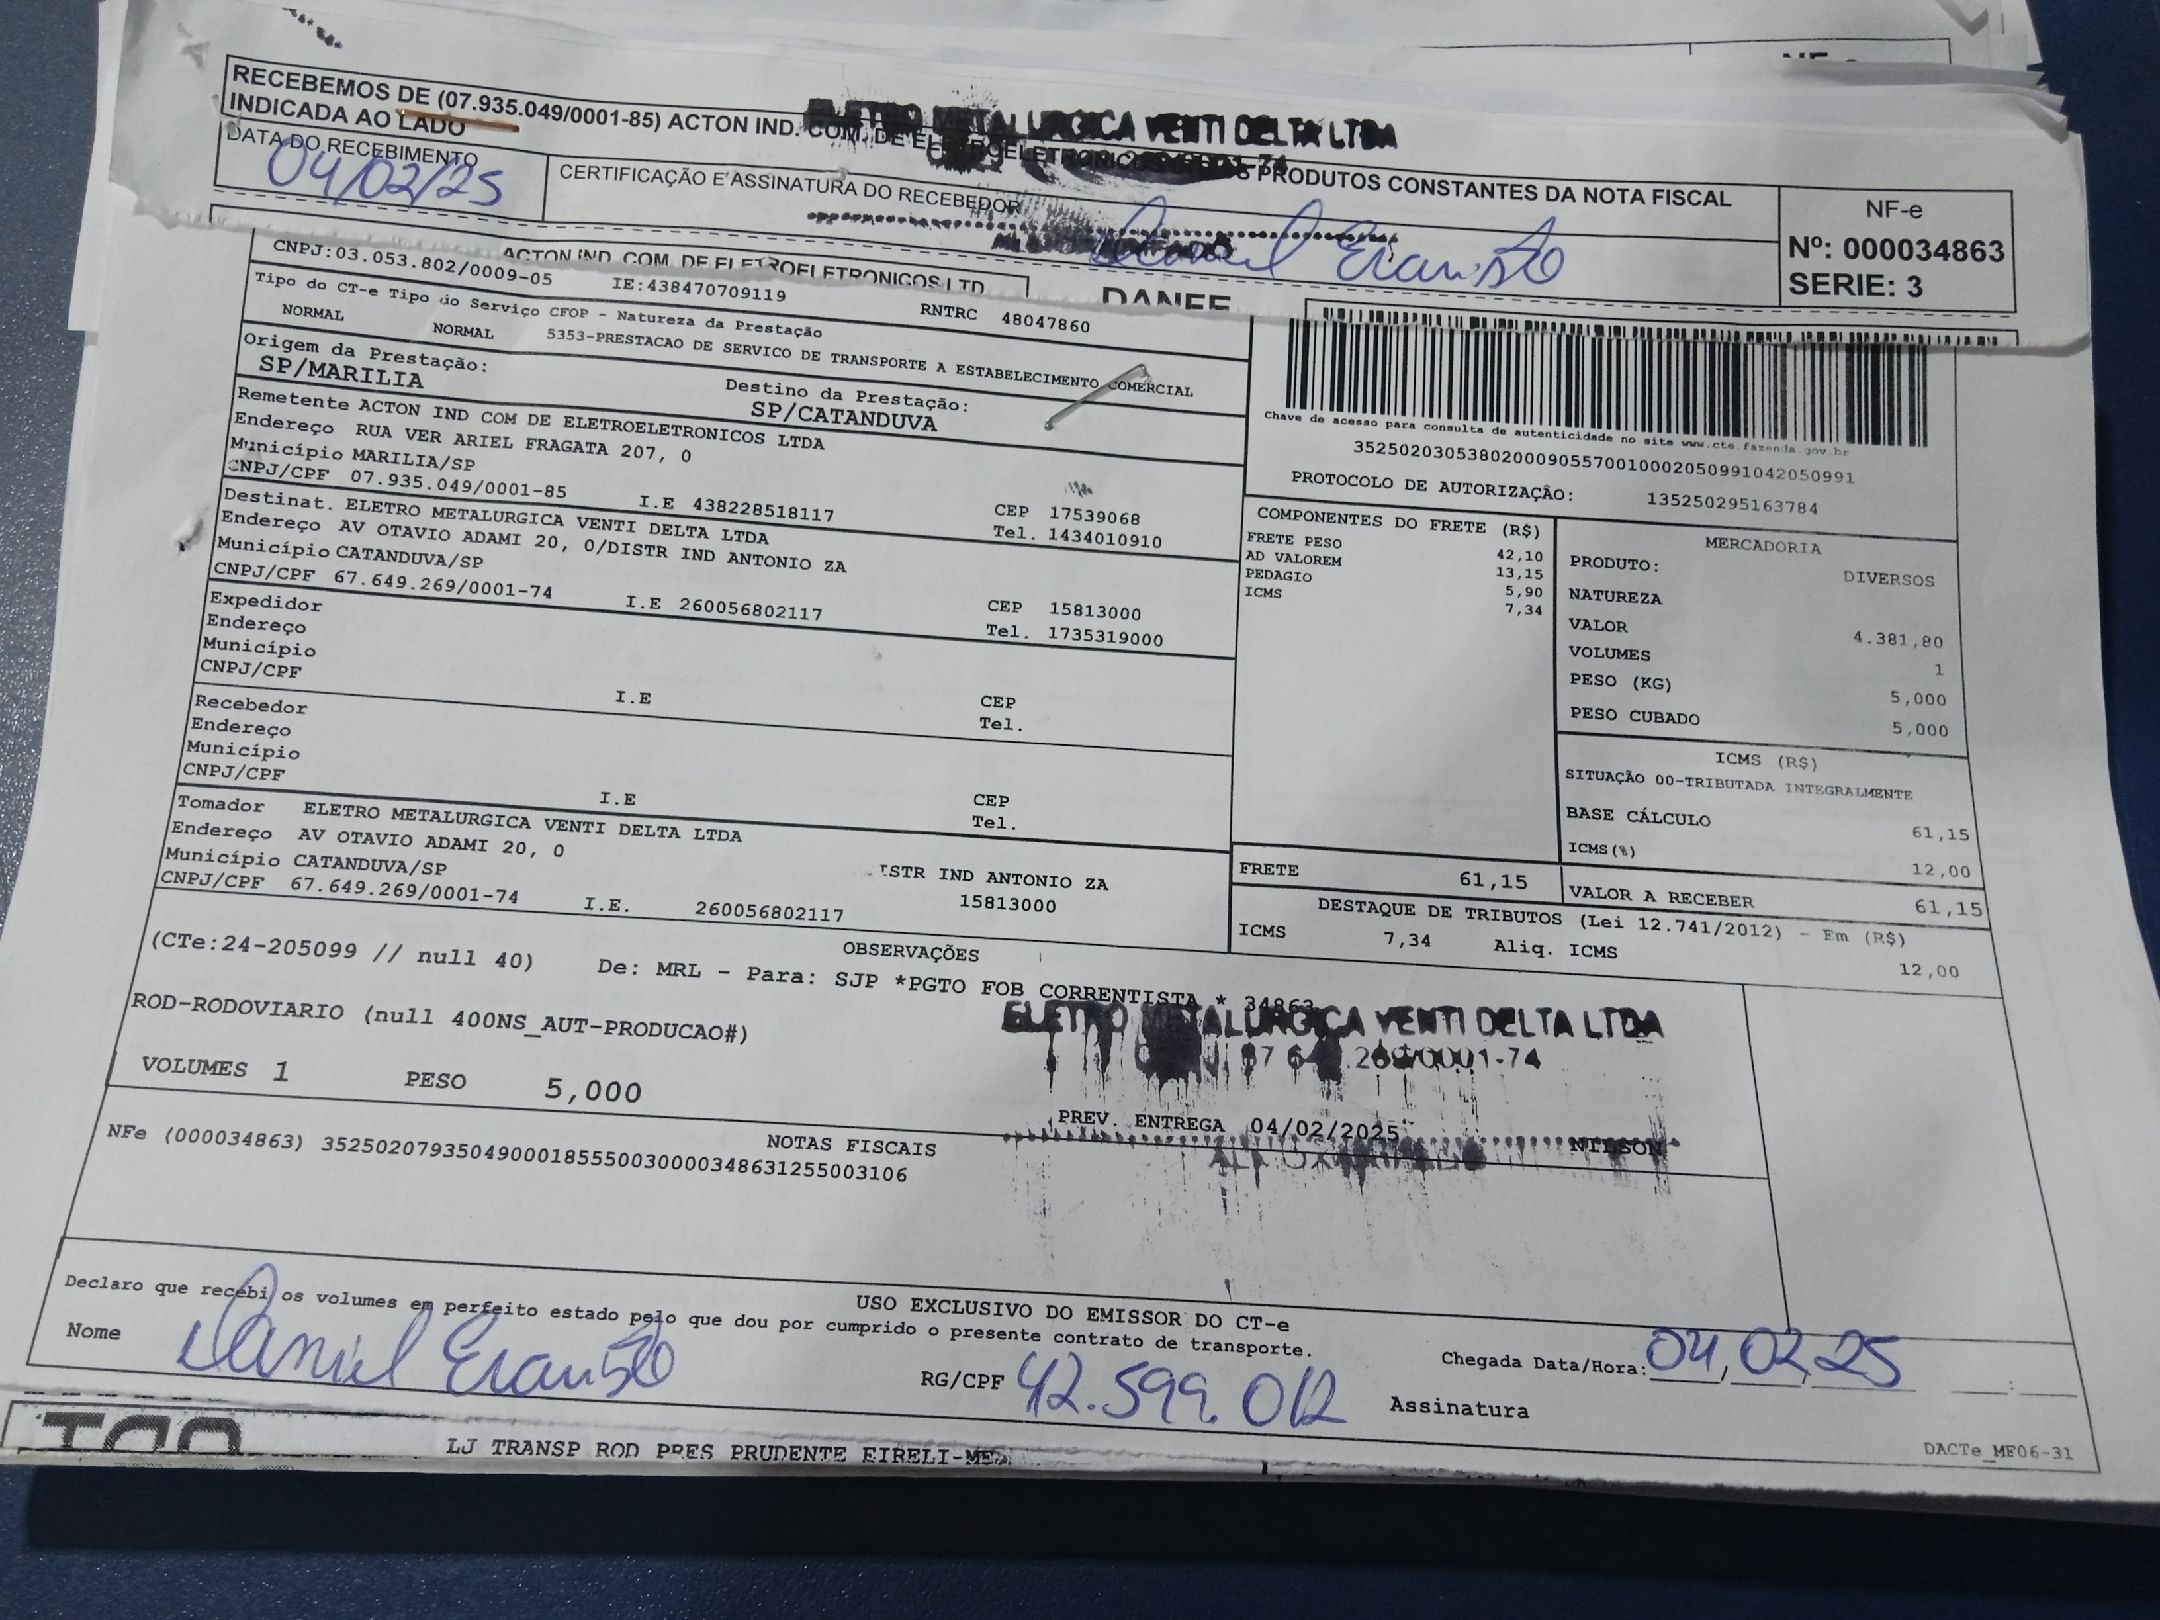 RECEBEMOS DE (07.935.049/0001-85) ACTON IND. COM. DE ELETROELETRONICOS PRODUTOS CONSTANTES DA NOTA FISCAL
INDICADA AO LADO
ELETRO METALURGICA VENTI DELTA LTDA
DATA DO RECEBIMENTO
04/02/25
CERTIFICAÇÃO E ASSINATURA DO RECEBEDOR
Daniel Evaristo
NF-e
Nº: 000034863
SERIE: 3
ACTON IND. COM. DE ELETROELETRONICOS LTD
DANFE
CNPJ:03.053.802/0009-05 IE:438470709119 RNTRC 48047860
Tipo do CT-e Tipo do Serviço CFOP - Natureza da Prestação
NORMAL NORMAL 5353-PRESTACAO DE SERVICO DE TRANSPORTE A ESTABELECIMENTO COMERCIAL
Origem da Prestação: Destino da Prestação:
SP/MARILIA SP/CATANDUVA
Remetente ACTON IND COM DE ELETROELETRONICOS LTDA
Endereço RUA VER ARIEL FRAGATA 207, 0
Município MARILIA/SP CEP 17539068
CNPJ/CPF 07.935.049/0001-85 I.E 438228518117 Tel. 1434010910
Destinat. ELETRO METALURGICA VENTI DELTA LTDA
Endereço AV OTAVIO ADAMI 20, 0/DISTR IND ANTONIO ZA
Município CATANDUVA/SP CEP 15813000
CNPJ/CPF 67.649.269/0001-74 I.E 260056802117 Tel. 1735319000
Expedidor
Endereço
Município CEP
CNPJ/CPF I.E Tel.
Recebedor
Endereço
Município CEP
CNPJ/CPF I.E Tel.
Tomador ELETRO METALURGICA VENTI DELTA LTDA
Endereço AV OTAVIO ADAMI 20, 0 ISTR IND ANTONIO ZA
Município CATANDUVA/SP 15813000
CNPJ/CPF 67.649.269/0001-74 I.E. 260056802117
Chave de acesso para consulta de autenticidade no site www.cte.fazenda.gov.br
35250203053802000905570010002050991042050991
PROTOCOLO DE AUTORIZAÇÃO: 135250295163784
COMPONENTES DO FRETE (R$)
FRETE PESO 42,10
AD VALOREM 13,15
PEDAGIO 5,90
ICMS 7,34
MERCADORIA
PRODUTO: DIVERSOS
NATUREZA
VALOR 4.381,80
VOLUMES 1
PESO (KG) 5,000
PESO CUBADO 5,000
ICMS (R$)
SITUAÇÃO 00-TRIBUTADA INTEGRALMENTE
BASE CÁLCULO 61,15
ICMS(%) 12,00
FRETE 61,15 VALOR A RECEBER 61,15
DESTAQUE DE TRIBUTOS (Lei 12.741/2012) - Em (R$)
ICMS 7,34 Aliq. ICMS 12,00
OBSERVAÇÕES
(CTe:24-205099 // null 40) De: MRL - Para: SJP *PGTO FOB CORRENTISTA * 34863
ROD-RODOVIARIO (null 400NS_AUT-PRODUCAO#)
ELETRO METALURGICA VENTI DELTA LTDA
VOLUMES 1 PESO 5,000 PREV. ENTREGA 04/02/2025 NILSON
NOTAS FISCAIS
NFe (000034863) 35250207935049000185550030000348631255003106
USO EXCLUSIVO DO EMISSOR DO CT-e
Declaro que recebi os volumes em perfeito estado pelo que dou por cumprido o presente contrato de transporte.
Nome Daniel Evaristo RG/CPF 42.599.012 Chegada Data/Hora: 04,02,25
Assinatura
DACTe_MF06-31
LJ TRANSP ROD PRES PRUDENTE EIRELI-ME